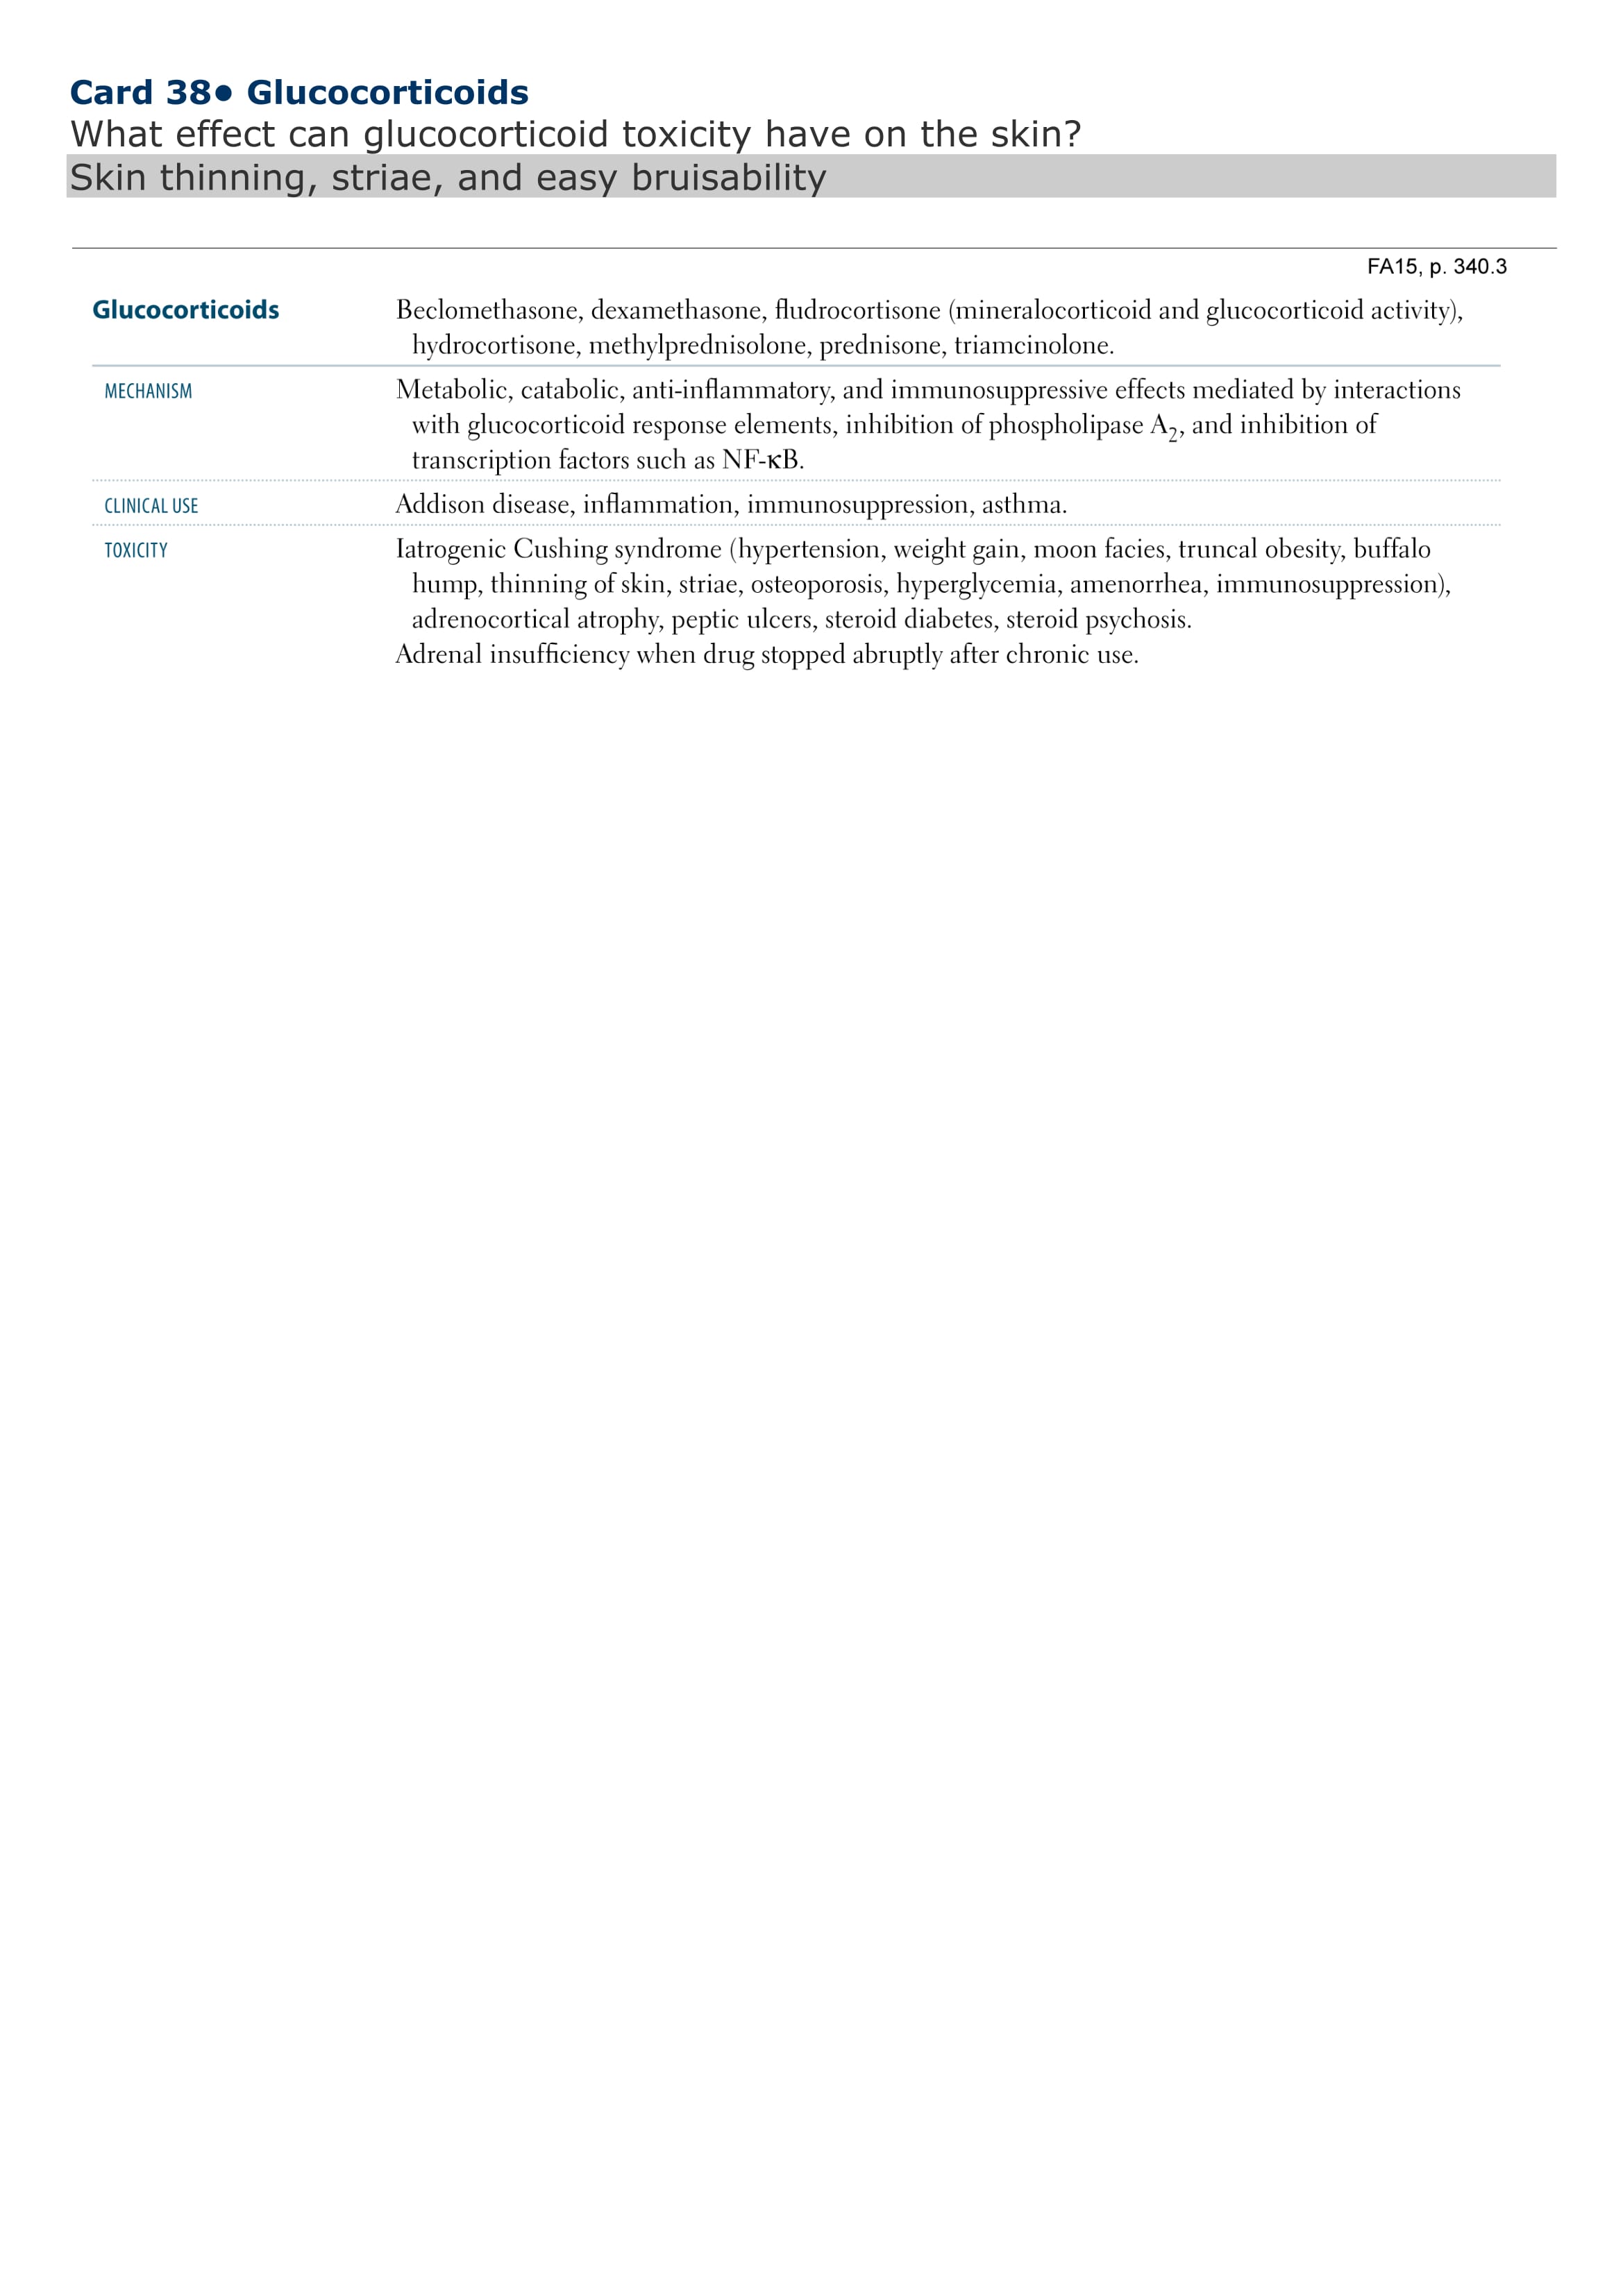 Card 38● Glucocorticoids
What effect can glucocorticoid toxicity have on the skin?
Skin thinning, striae, and easy bruisability
FA15, p. 340.3
Glucocorticoids Beclomethasone, dexamethasone, fludrocortisone (mineralocorticoid and glucocorticoid activity),
hydrocortisone, methylprednisolone, prednisone, triamcinolone.
MECHANISM Metabolic, catabolic, anti-inflammatory, and immunosuppressive effects mediated by interactions
with glucocorticoid response elements, inhibition of phospholipase A₂, and inhibition of
transcription factors such as NF-κB.
CLINICAL USE Addison disease, inflammation, immunosuppression, asthma.
TOXICITY Iatrogenic Cushing syndrome (hypertension, weight gain, moon facies, truncal obesity, buffalo
hump, thinning of skin, striae, osteoporosis, hyperglycemia, amenorrhea, immunosuppression),
adrenocortical atrophy, peptic ulcers, steroid diabetes, steroid psychosis.
Adrenal insufficiency when drug stopped abruptly after chronic use.